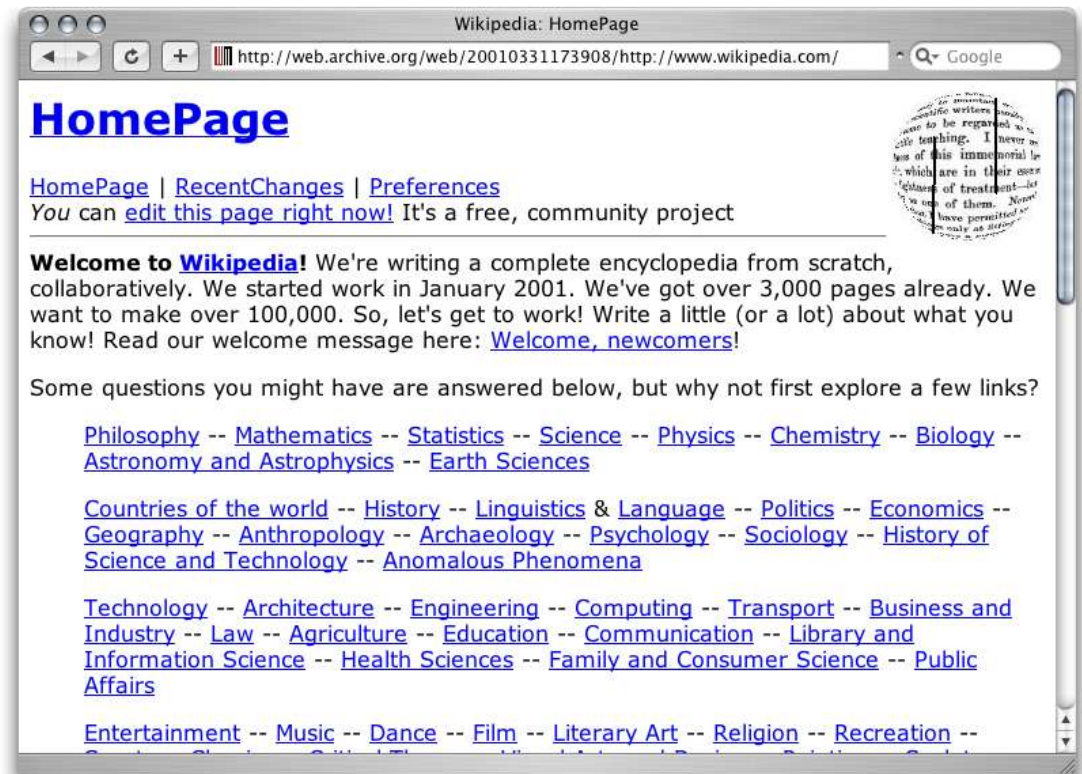 Wikipedia: HomePage
http://web.archive.org/web/20010331173908/http://www.wikipedia.com/
Google
HomePage
HomePage | RecentChanges | Preferences
You can edit this page right now! It's a free, community project
Welcome to Wikipedia! We're writing a complete encyclopedia from scratch,
collaboratively. We started work in January 2001. We've got over 3,000 pages already. We
want to make over 100,000. So, let's get to work! Write a little (or a lot) about what you
know! Read our welcome message here: Welcome, newcomers!
Some questions you might have are answered below, but why not first explore a few links?
Philosophy -- Mathematics -- Statistics -- Science -- Physics -- Chemistry -- Biology --
Astronomy and Astrophysics -- Earth Sciences
Countries of the world -- History -- Linguistics & Language -- Politics -- Economics --
Geography -- Anthropology -- Archaeology -- Psychology -- Sociology -- History of
Science and Technology -- Anomalous Phenomena
Technology -- Architecture -- Engineering -- Computing -- Transport -- Business and
Industry -- Law -- Agriculture -- Education -- Communication -- Library and
Information Science -- Health Sciences -- Family and Consumer Science -- Public
Affairs
Entertainment -- Music -- Dance -- Film -- Literary Art -- Religion -- Recreation --